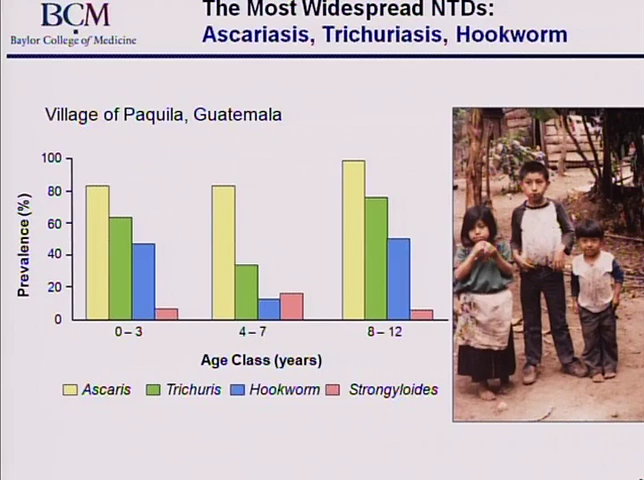 BCM
Baylor College of Medicine
The Most Widespread NTDs:
Ascariasis, Trichuriasis, Hookworm
Village of Paquila, Guatemala
Prevalence (%)
100
80
60
40
20
0
0 – 3
4 – 7
8 – 12
Age Class (years)
Ascaris
Trichuris
Hookworm
Strongyloides